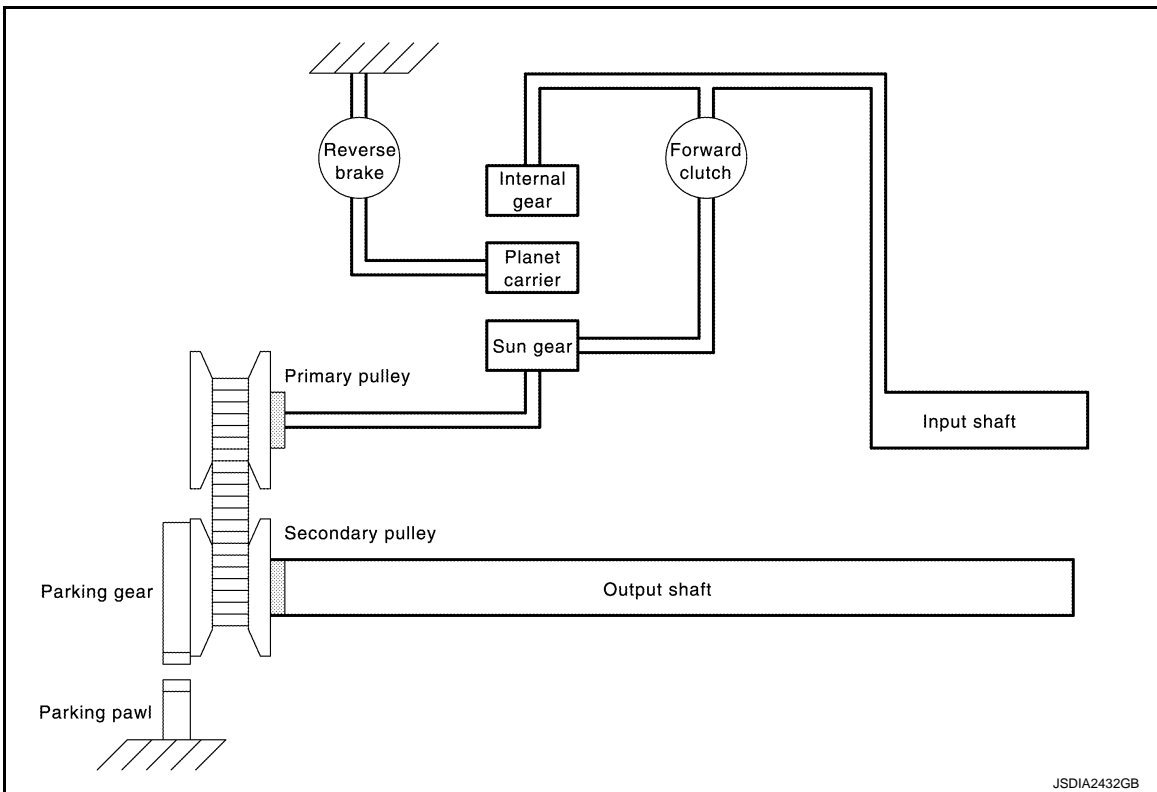 Reverse
brake
Forward
clutch
Internal
gear
Planet
carrier
Sun gear
Primary pulley
Input shaft
Secondary pulley
Parking gear
Output shaft
Parking pawl
JSDIA2432GB